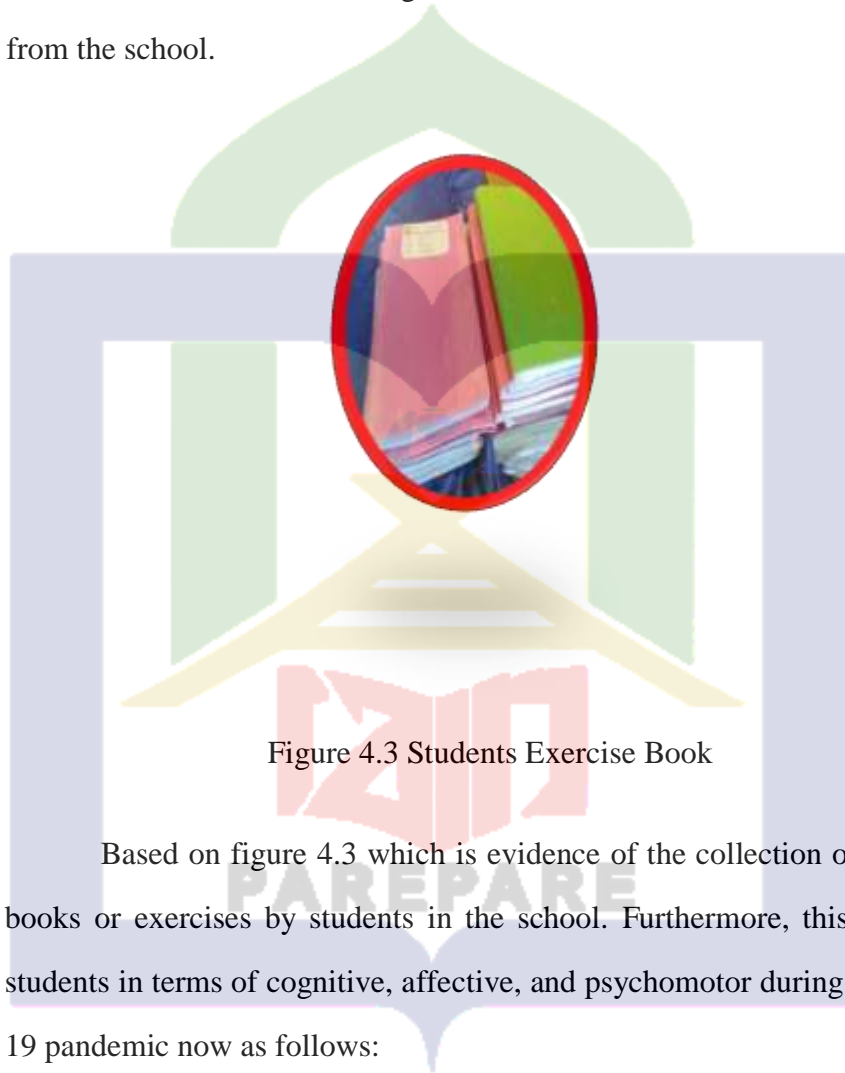 from the school.
Figure 4.3 Students Exercise Book
Based on figure 4.3 which is evidence of the collection
PAREPARE
books or exercises by students in the school. Furthermore, this
students in terms of cognitive, affective, and psychomotor during
19 pandemic now as follows: